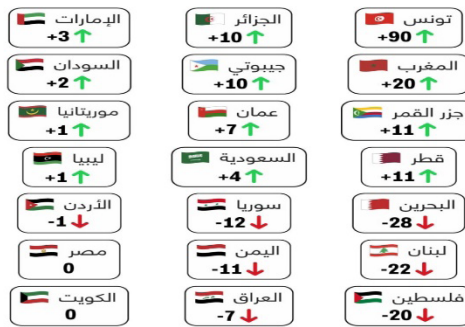 تونس
+90
الجزائر
+10
الإمارات
+3
المغرب
+20
جيبوتي
+10
السودان
+2
جزر القمر
+11
عمان
+7
موريتانيا
+1
قطر
+11
السعودية
+4
ليبيا
+1
البحرين
-28
سوريا
-12
الأردن
-1
لبنان
-22
اليمن
-11
مصر
0
فلسطين
-20
العراق
-7
الكويت
0